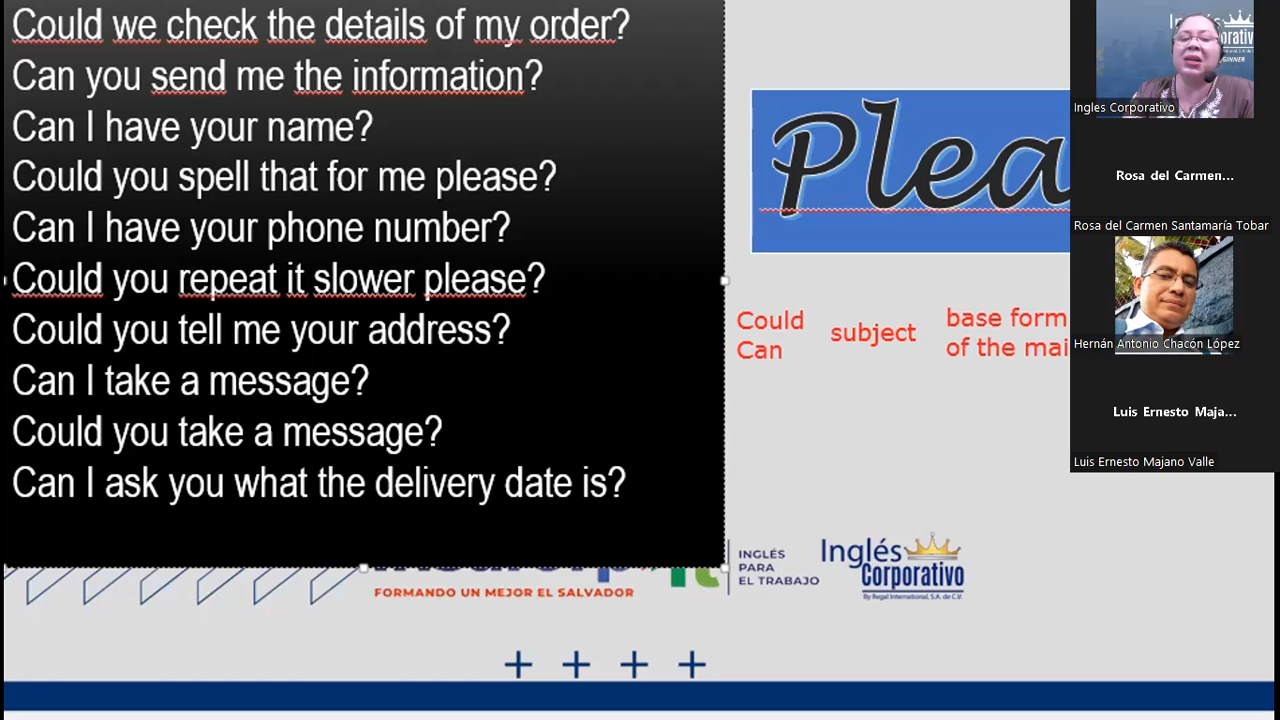 Could we check the details of my order?
Can you send me the information?
Can I have your name?
Could you spell that for me please?
Can I have your phone number?
Could you repeat it slower please?
Could you tell me your address?
Can I take a message?
Could you take a message?
Can I ask you what the delivery date is?
Plea
Could
Can
subject
base form
of the mai
FORMANDO UN MEJOR EL SALVADOR
INGLÉS
PARA
EL TRABAJO
Inglés
Corporativo
By Regal International, S.A. de C.V.
Inglés
Ingles Corporativo
Rosa del Carmen...
Rosa del Carmen Santamaría Tobar
Hernán Antonio Chacón López
Luis Ernesto Maja...
Luis Ernesto Majano Valle